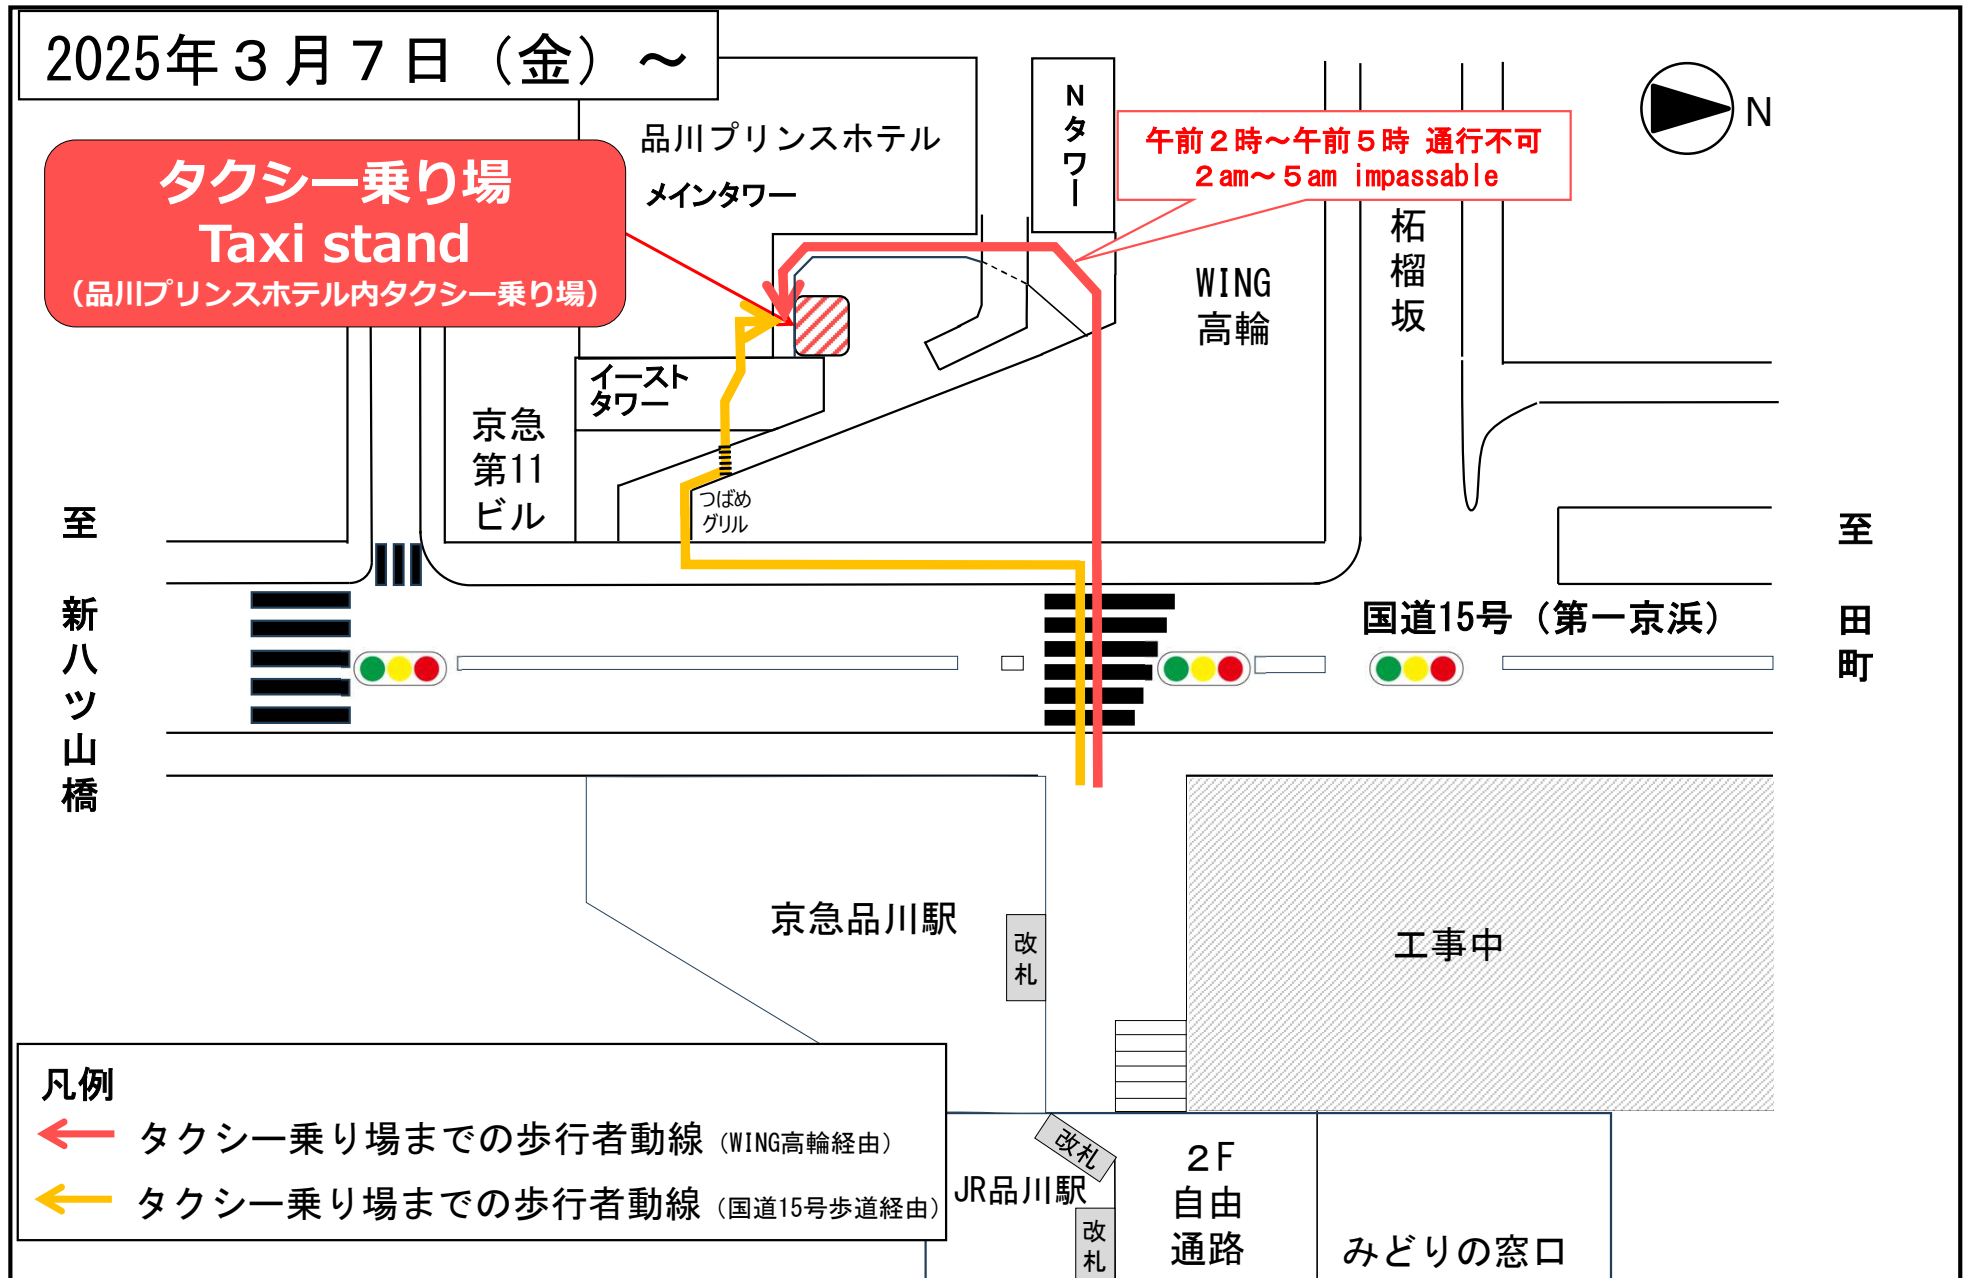 2025年３月７日（金）～
品川プリンスホテル
メインタワー
Nタワー
午前２時～午前５時 通行不可
２am～５am impassable
N
タクシー乗り場
Taxi stand
（品川プリンスホテル内タクシー乗り場）
柘榴坂
WING
高輪
イースト
タワー
京急
第11
ビル
つばめ
グリル
至 新八ツ山橋
至 田町
国道15号（第一京浜）
京急品川駅
改札
工事中
凡例
タクシー乗り場までの歩行者動線（WING高輪経由）
タクシー乗り場までの歩行者動線（国道15号歩道経由）
改札
JR品川駅
改札
２F
自由
通路
みどりの窓口